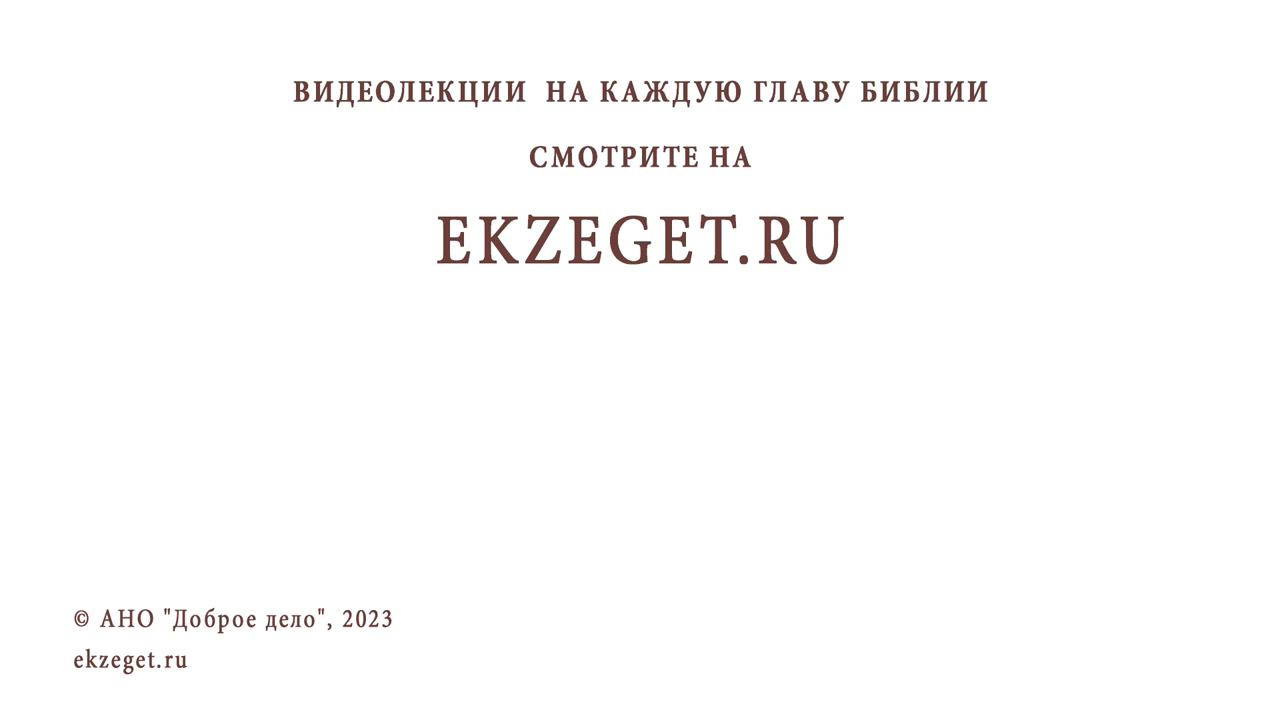 ВИДЕОЛЕКЦИИ НА КАЖДУЮ ГЛАВУ БИБЛИИ
СМОТРИТЕ НА
EKZEGET.RU
© АНО "Доброе дело", 2023
ekzeget.ru